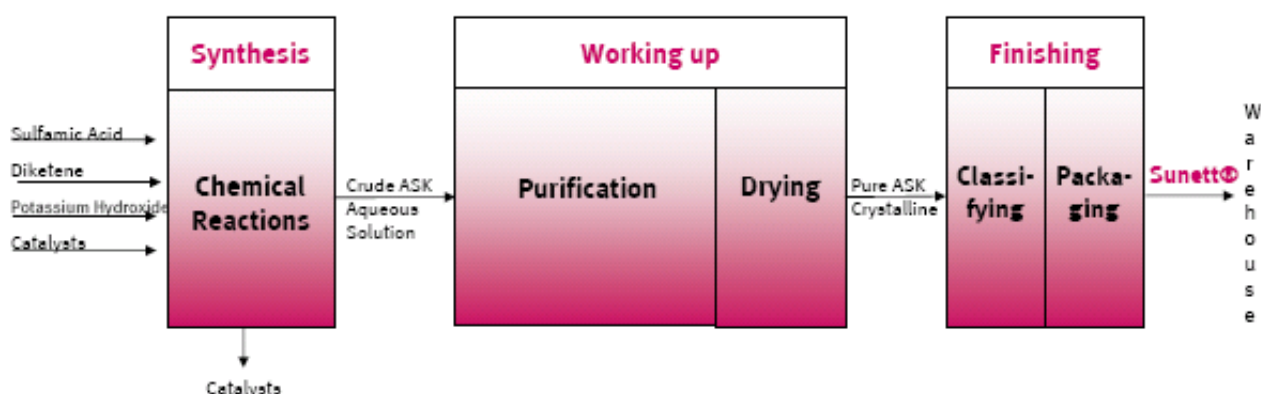 Synthesis
Working up
Finishing
Sulfamic Acid
Diketene
Potassium Hydroxide
Catalysts
Chemical
Reactions
Crude ASK
Aqueous
Solution
Purification
Drying
Pure ASK
Crystalline
Classi-
fying
Packa-
ging
Sunett®
Warehouse
Catalysts